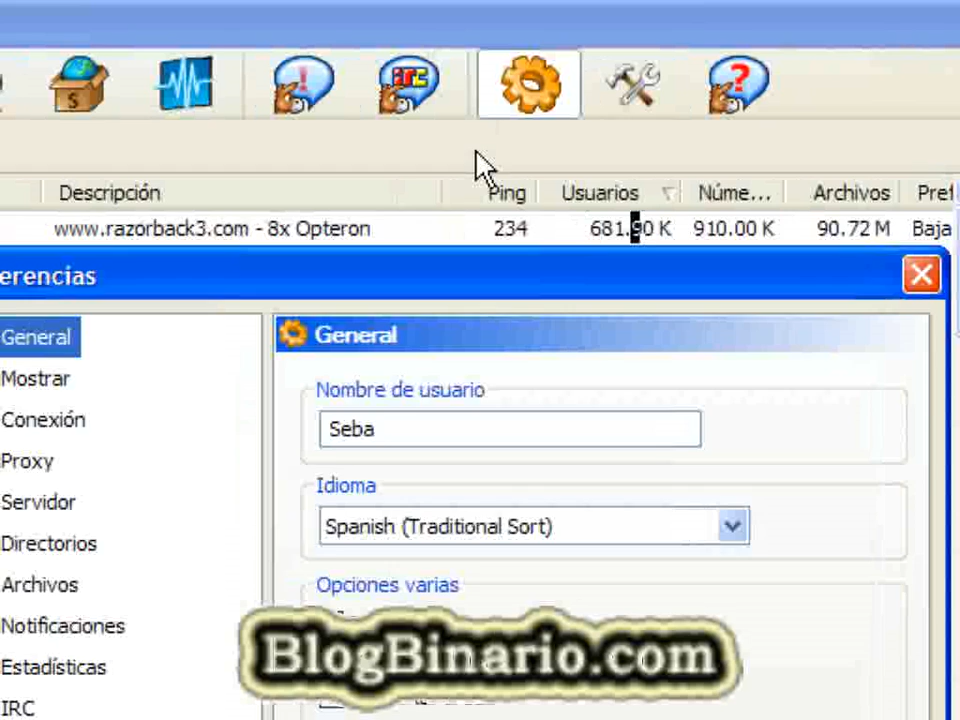 S
!
irc
?
Descripción Ping Usuarios Núme... Archivos Pref
www.razorback3.com - 8x Opteron 234 681.90 K 910.00 K 90.72 M Baja
erencias
General
Mostrar
Conexión
Proxy
Servidor
Directorios
Archivos
Notificaciones
Estadísticas
IRC
General
Nombre de usuario
Seba
Idioma
Spanish (Traditional Sort)
Opciones varias
BlogBinario.com